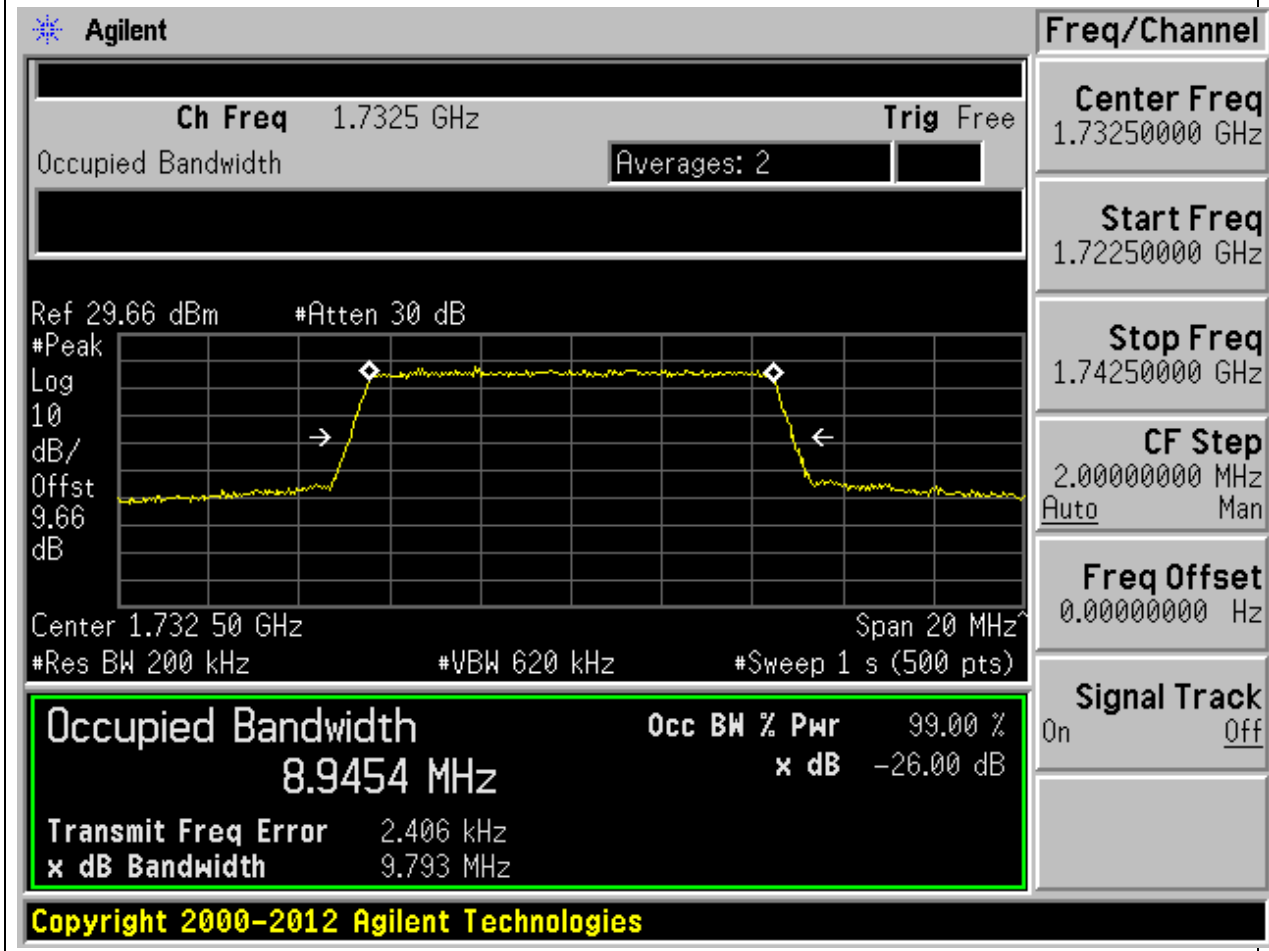 Agilent
Freq/Channel
Ch Freq 1.7325 GHz Trig Free
Occupied Bandwidth Averages: 2
Center Freq
1.73250000 GHz
Start Freq
1.72250000 GHz
Stop Freq
1.74250000 GHz
CF Step
2.00000000 MHz
Auto Man
Freq Offset
0.00000000 Hz
Signal Track
On Off
Ref 29.66 dBm #Atten 30 dB
#Peak
Log
10
dB/
Offst
9.66
dB
Center 1.732 50 GHz Span 20 MHz^
#Res BW 200 kHz #VBW 620 kHz #Sweep 1 s (500 pts)
Occupied Bandwidth Occ BW % Pwr 99.00 %
8.9454 MHz x dB -26.00 dB
Transmit Freq Error 2.406 kHz
x dB Bandwidth 9.793 MHz
Copyright 2000-2012 Agilent Technologies